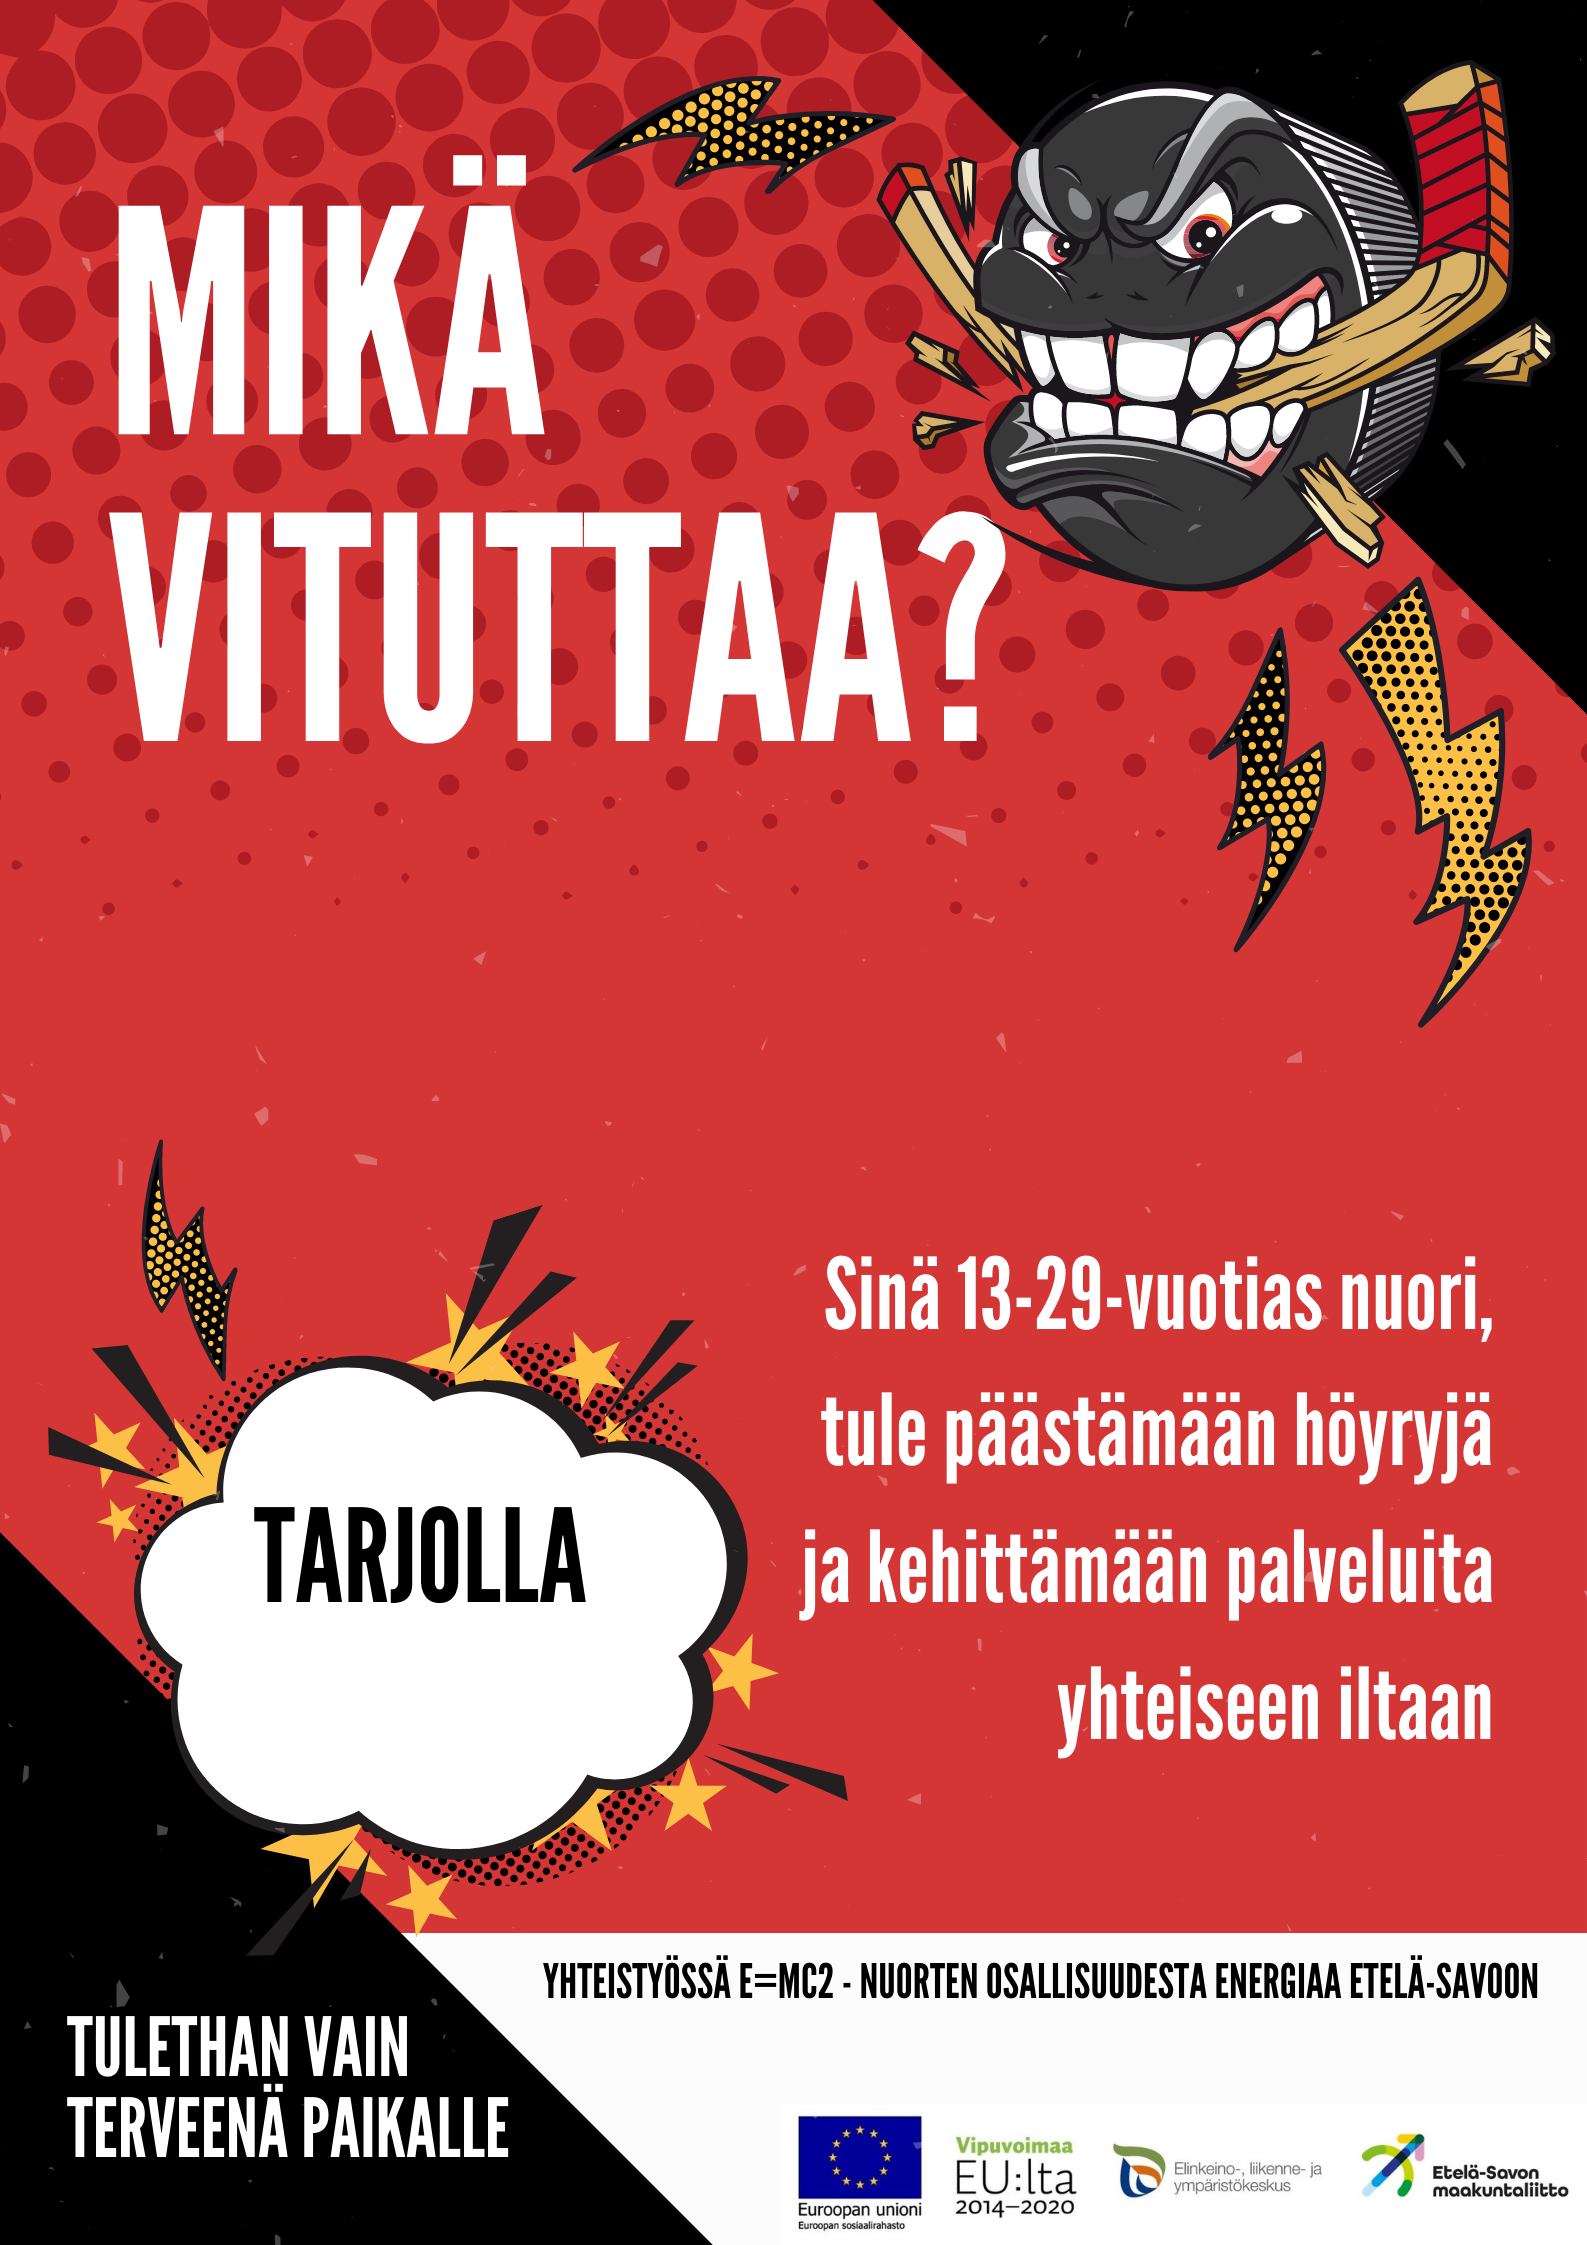 MIKÄ
VITUTTAA?
Sinä 13-29-vuotias nuori,
tule päästämään höyryjä
ja kehittämään palveluita
yhteiseen iltaan
TARJOLLA
YHTEISTYÖSSÄ E=MC2 - NUORTEN OSALLISUUDESTA ENERGIAA ETELÄ-SAVOON
TULETHAN VAIN
TERVEENÄ PAIKALLE
Euroopan unioni
Euroopan sosiaalirahasto
Vipuvoimaa
EU:lta
2014–2020
Elinkeino-, liikenne- ja
ympäristökeskus
Etelä-Savon
maakuntaliitto